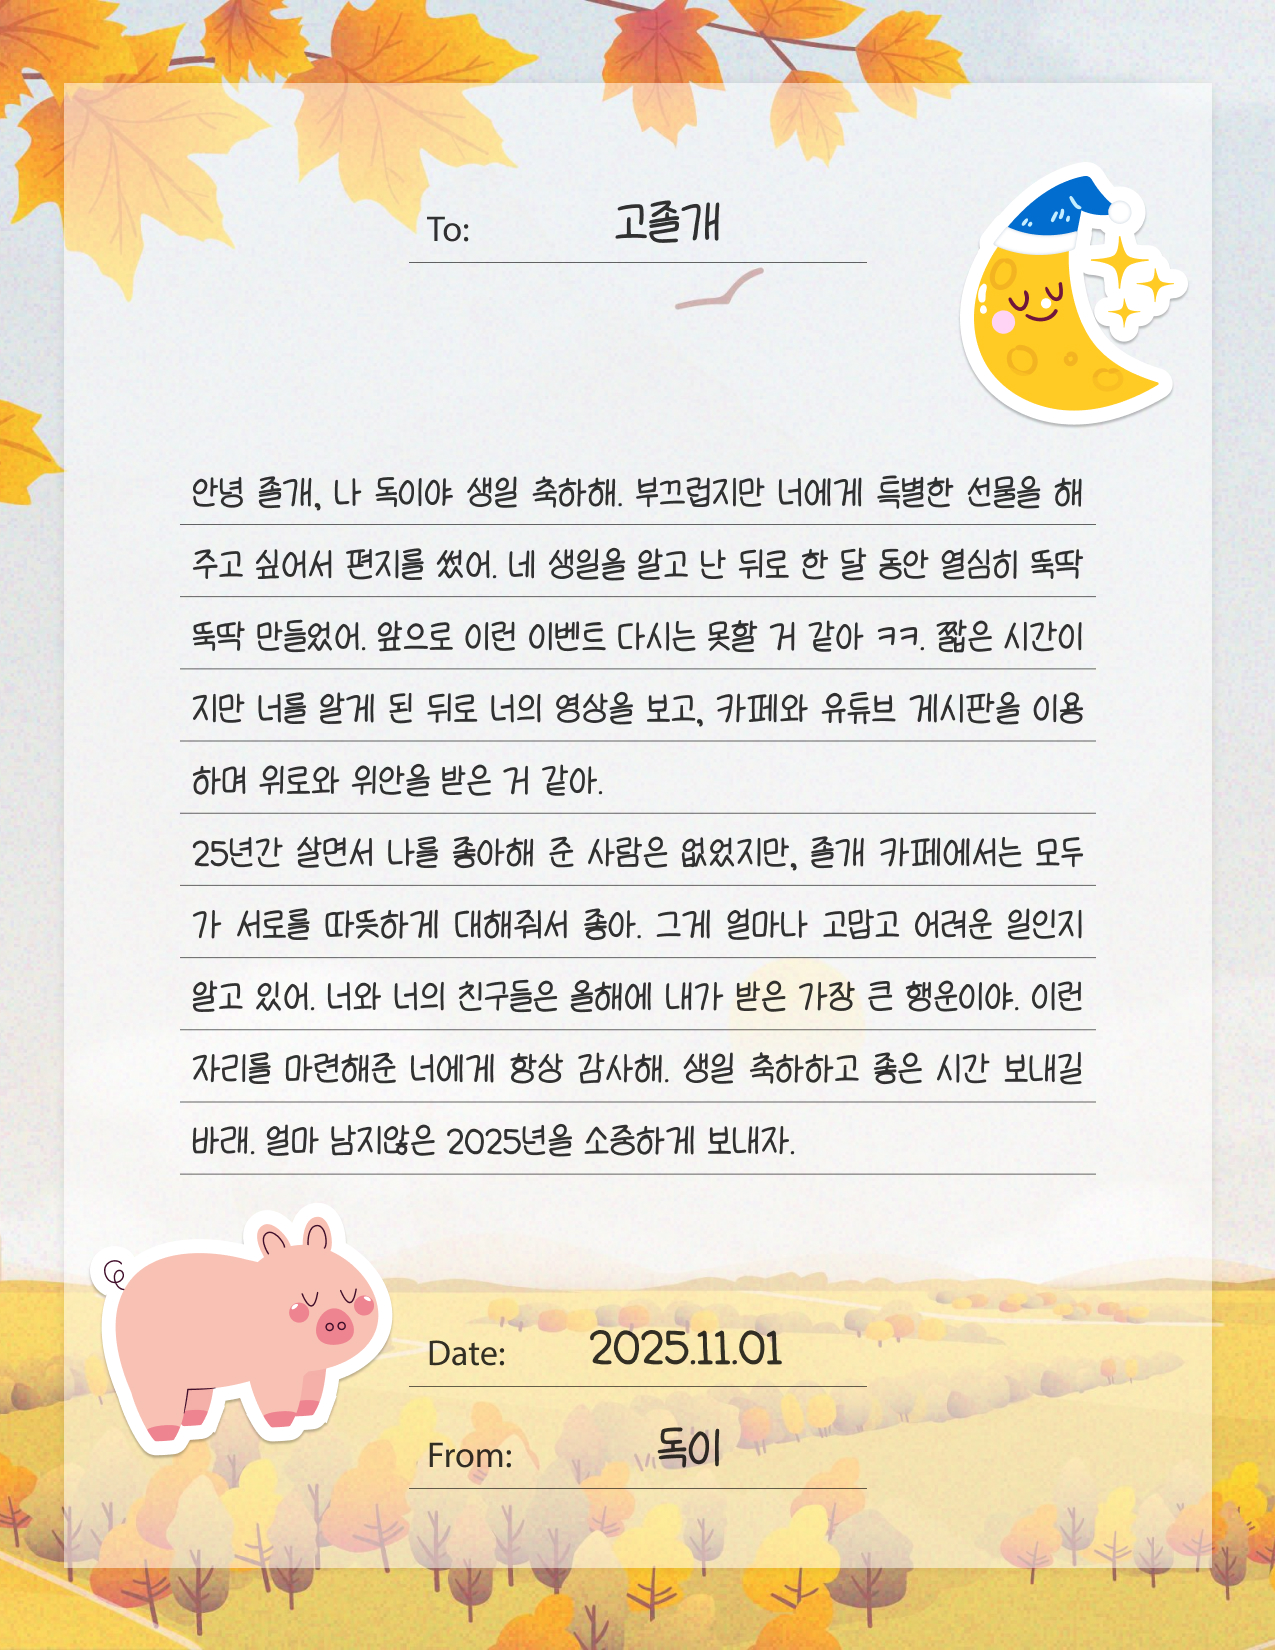 To: 고졸개
안녕 졸개, 나 독이야 생일 축하해. 부끄럽지만 너에게 특별한 선물을 해
주고 싶어서 편지를 썼어. 네 생일을 알고 난 뒤로 한 달 동안 열심히 뚝딱
뚝딱 만들었어. 앞으로 이런 이벤트 다시는 못할 거 같아 ㅋㅋ. 짧은 시간이
지만 너를 알게 된 뒤로 너의 영상을 보고, 카페와 유튜브 게시판을 이용
하며 위로와 위안을 받은 거 같아.
25년간 살면서 나를 좋아해 준 사람은 없었지만, 졸개 카페에서는 모두
가 서로를 따뜻하게 대해줘서 좋아. 그게 얼마나 고맙고 어려운 일인지
알고 있어. 너와 너의 친구들은 올해에 내가 받은 가장 큰 행운이야. 이런
자리를 마련해준 너에게 항상 감사해. 생일 축하하고 좋은 시간 보내길
바래. 얼마 남지않은 2025년을 소중하게 보내자.
Date: 2025.11.01
From: 독이